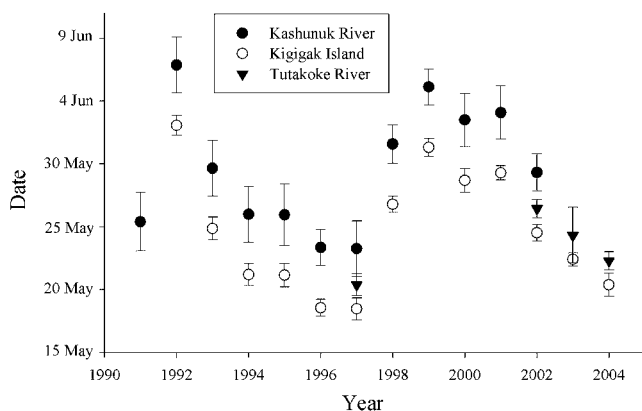 Kashunuk River
Kigigak Island
Tutakoke River
9 Jun
4 Jun
30 May
25 May
20 May
15 May
Date
1990 1992 1994 1996 1998 2000 2002 2004
Year